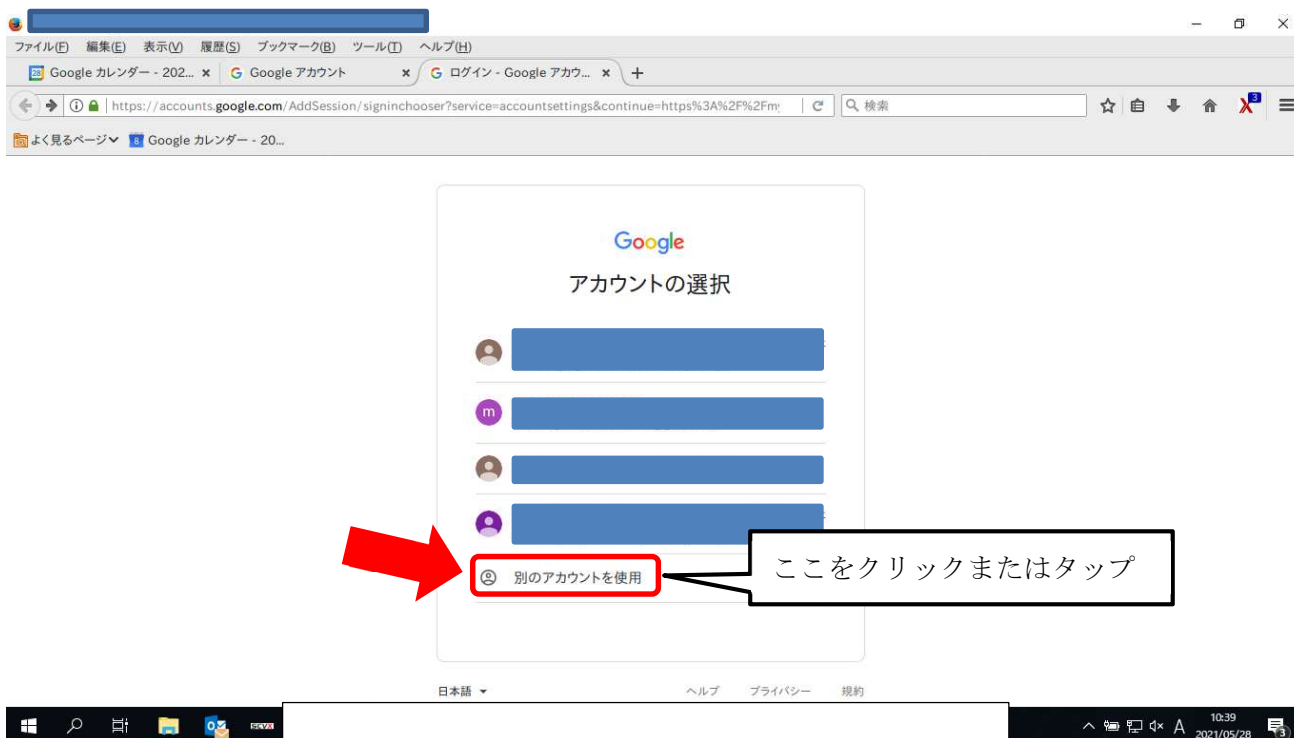 ファイル(F) 編集(E) 表示(V) 履歴(S) ブックマーク(B) ツール(T) ヘルプ(H)
28 Google カレンダー - 202... × G Google アカウント × G ログイン - Google アカウ... × +
https://accounts.google.com/AddSession/signinchooser?service=accountsettings&continue=https%3A%2F%2Fmy 検索 3
よく見るページ 8 Google カレンダー - 20...
Google
アカウントの選択
m
別のアカウントを使用
ここをクリックまたはタップ
日本語 ヘルプ プライバシー 規約
SCVX A 10:39
2021/05/28 3